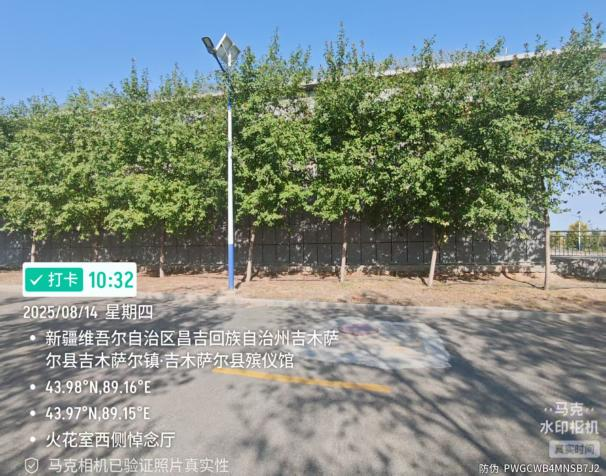 打卡 10:32
2025/08/14 星期四
新疆维吾尔自治区昌吉回族自治州吉木萨
尔县吉木萨尔镇·吉木萨尔县殡仪馆
43.98°N,89.16°E
43.97°N,89.15°E
火花室西侧悼念厅
马克相机已验证照片真实性
马克
水印相机
真实时间
防伪 PWGCWB4MNSB7J2